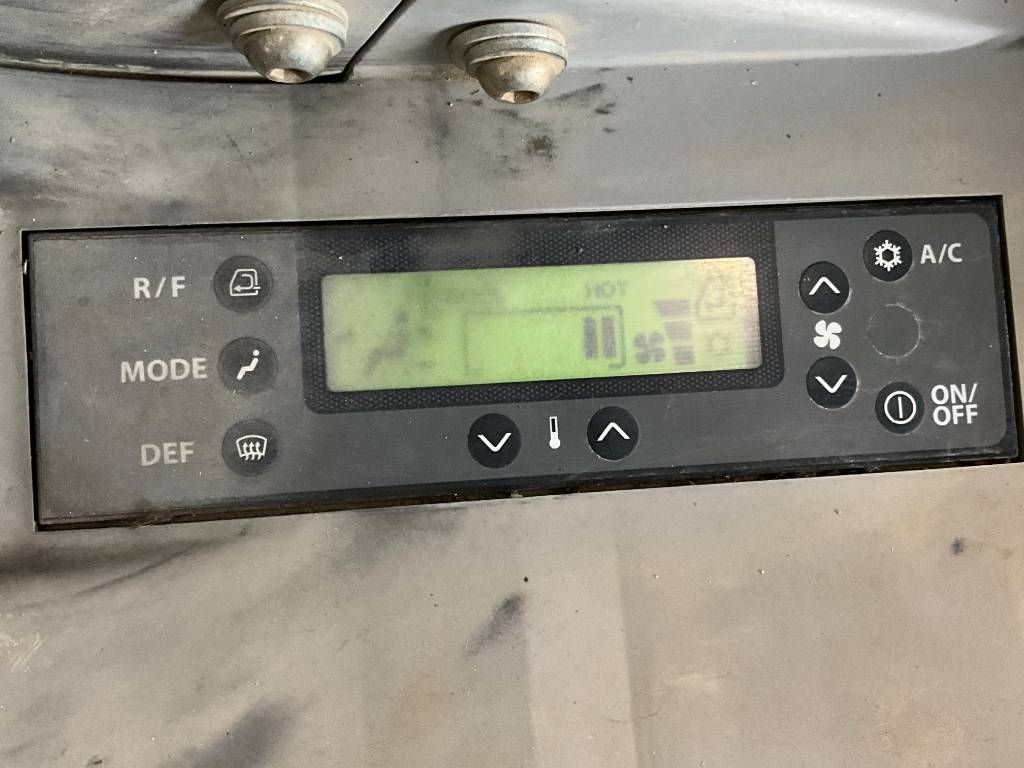 R/F
HOT
A/C
MODE
ON/
OFF
DEF